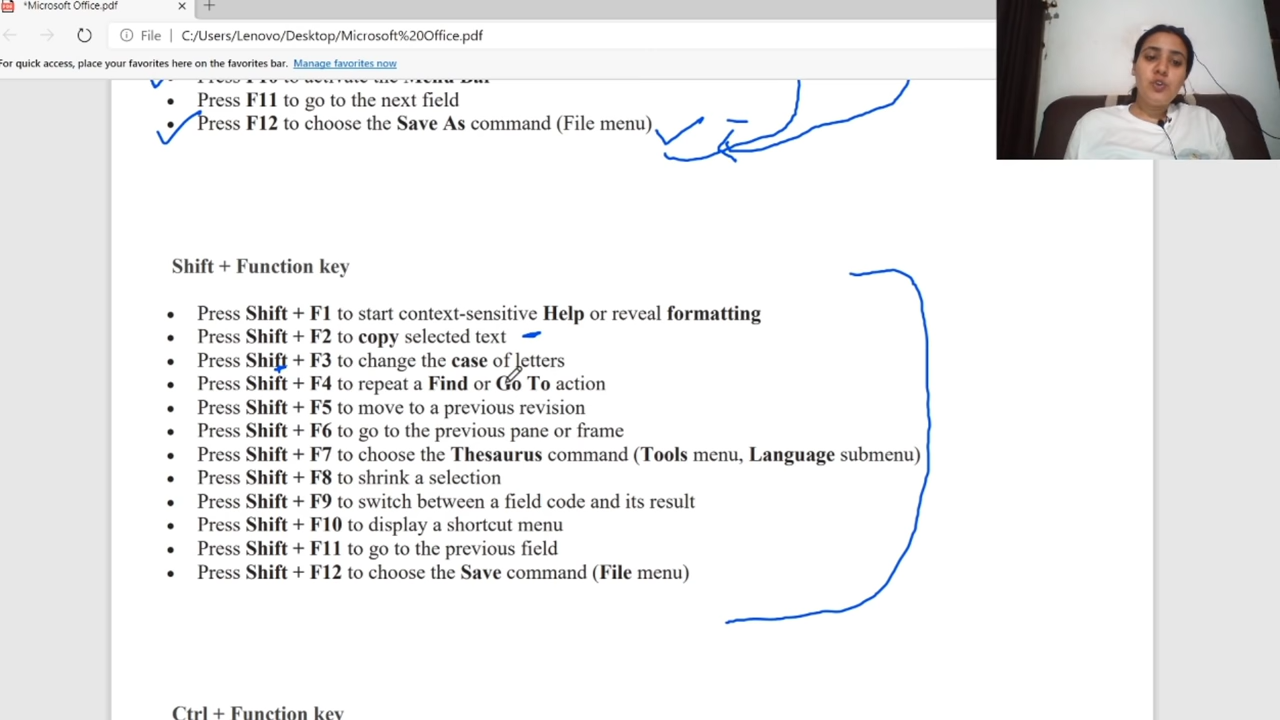 *Microsoft Office.pdf
File | C:/Users/Lenovo/Desktop/Microsoft%20Office.pdf
For quick access, place your favorites here on the favorites bar. Manage favorites now
• Press F11 to go to the next field
• Press F12 to choose the Save As command (File menu)
Shift + Function key
• Press Shift + F1 to start context-sensitive Help or reveal formatting
• Press Shift + F2 to copy selected text
• Press Shift + F3 to change the case of letters
• Press Shift + F4 to repeat a Find or Go To action
• Press Shift + F5 to move to a previous revision
• Press Shift + F6 to go to the previous pane or frame
• Press Shift + F7 to choose the Thesaurus command (Tools menu, Language submenu)
• Press Shift + F8 to shrink a selection
• Press Shift + F9 to switch between a field code and its result
• Press Shift + F10 to display a shortcut menu
• Press Shift + F11 to go to the previous field
• Press Shift + F12 to choose the Save command (File menu)
Ctrl + Function key